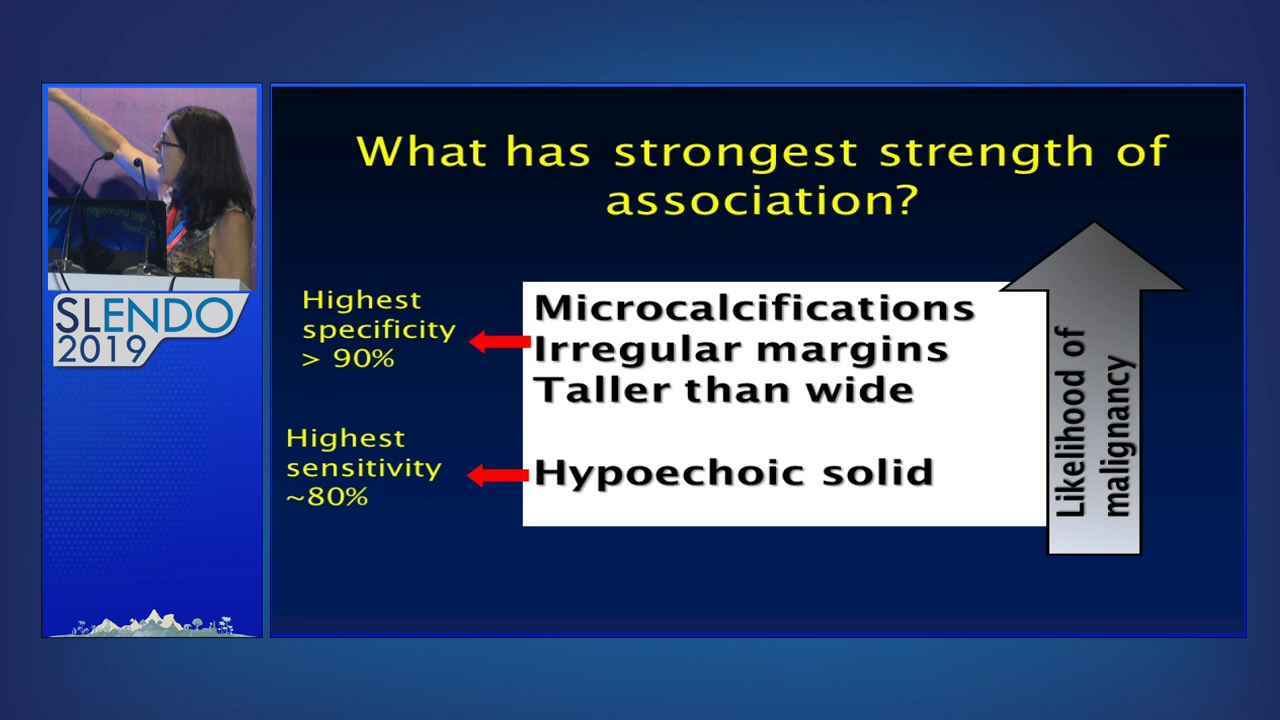 What has strongest strength of
association?
Highest
specificity
> 90%
Microcalcifications
Irregular margins
Taller than wide
Highest
sensitivity
~80%
Hypoechoic solid
Likelihood of
malignancy
SLENDO
2019